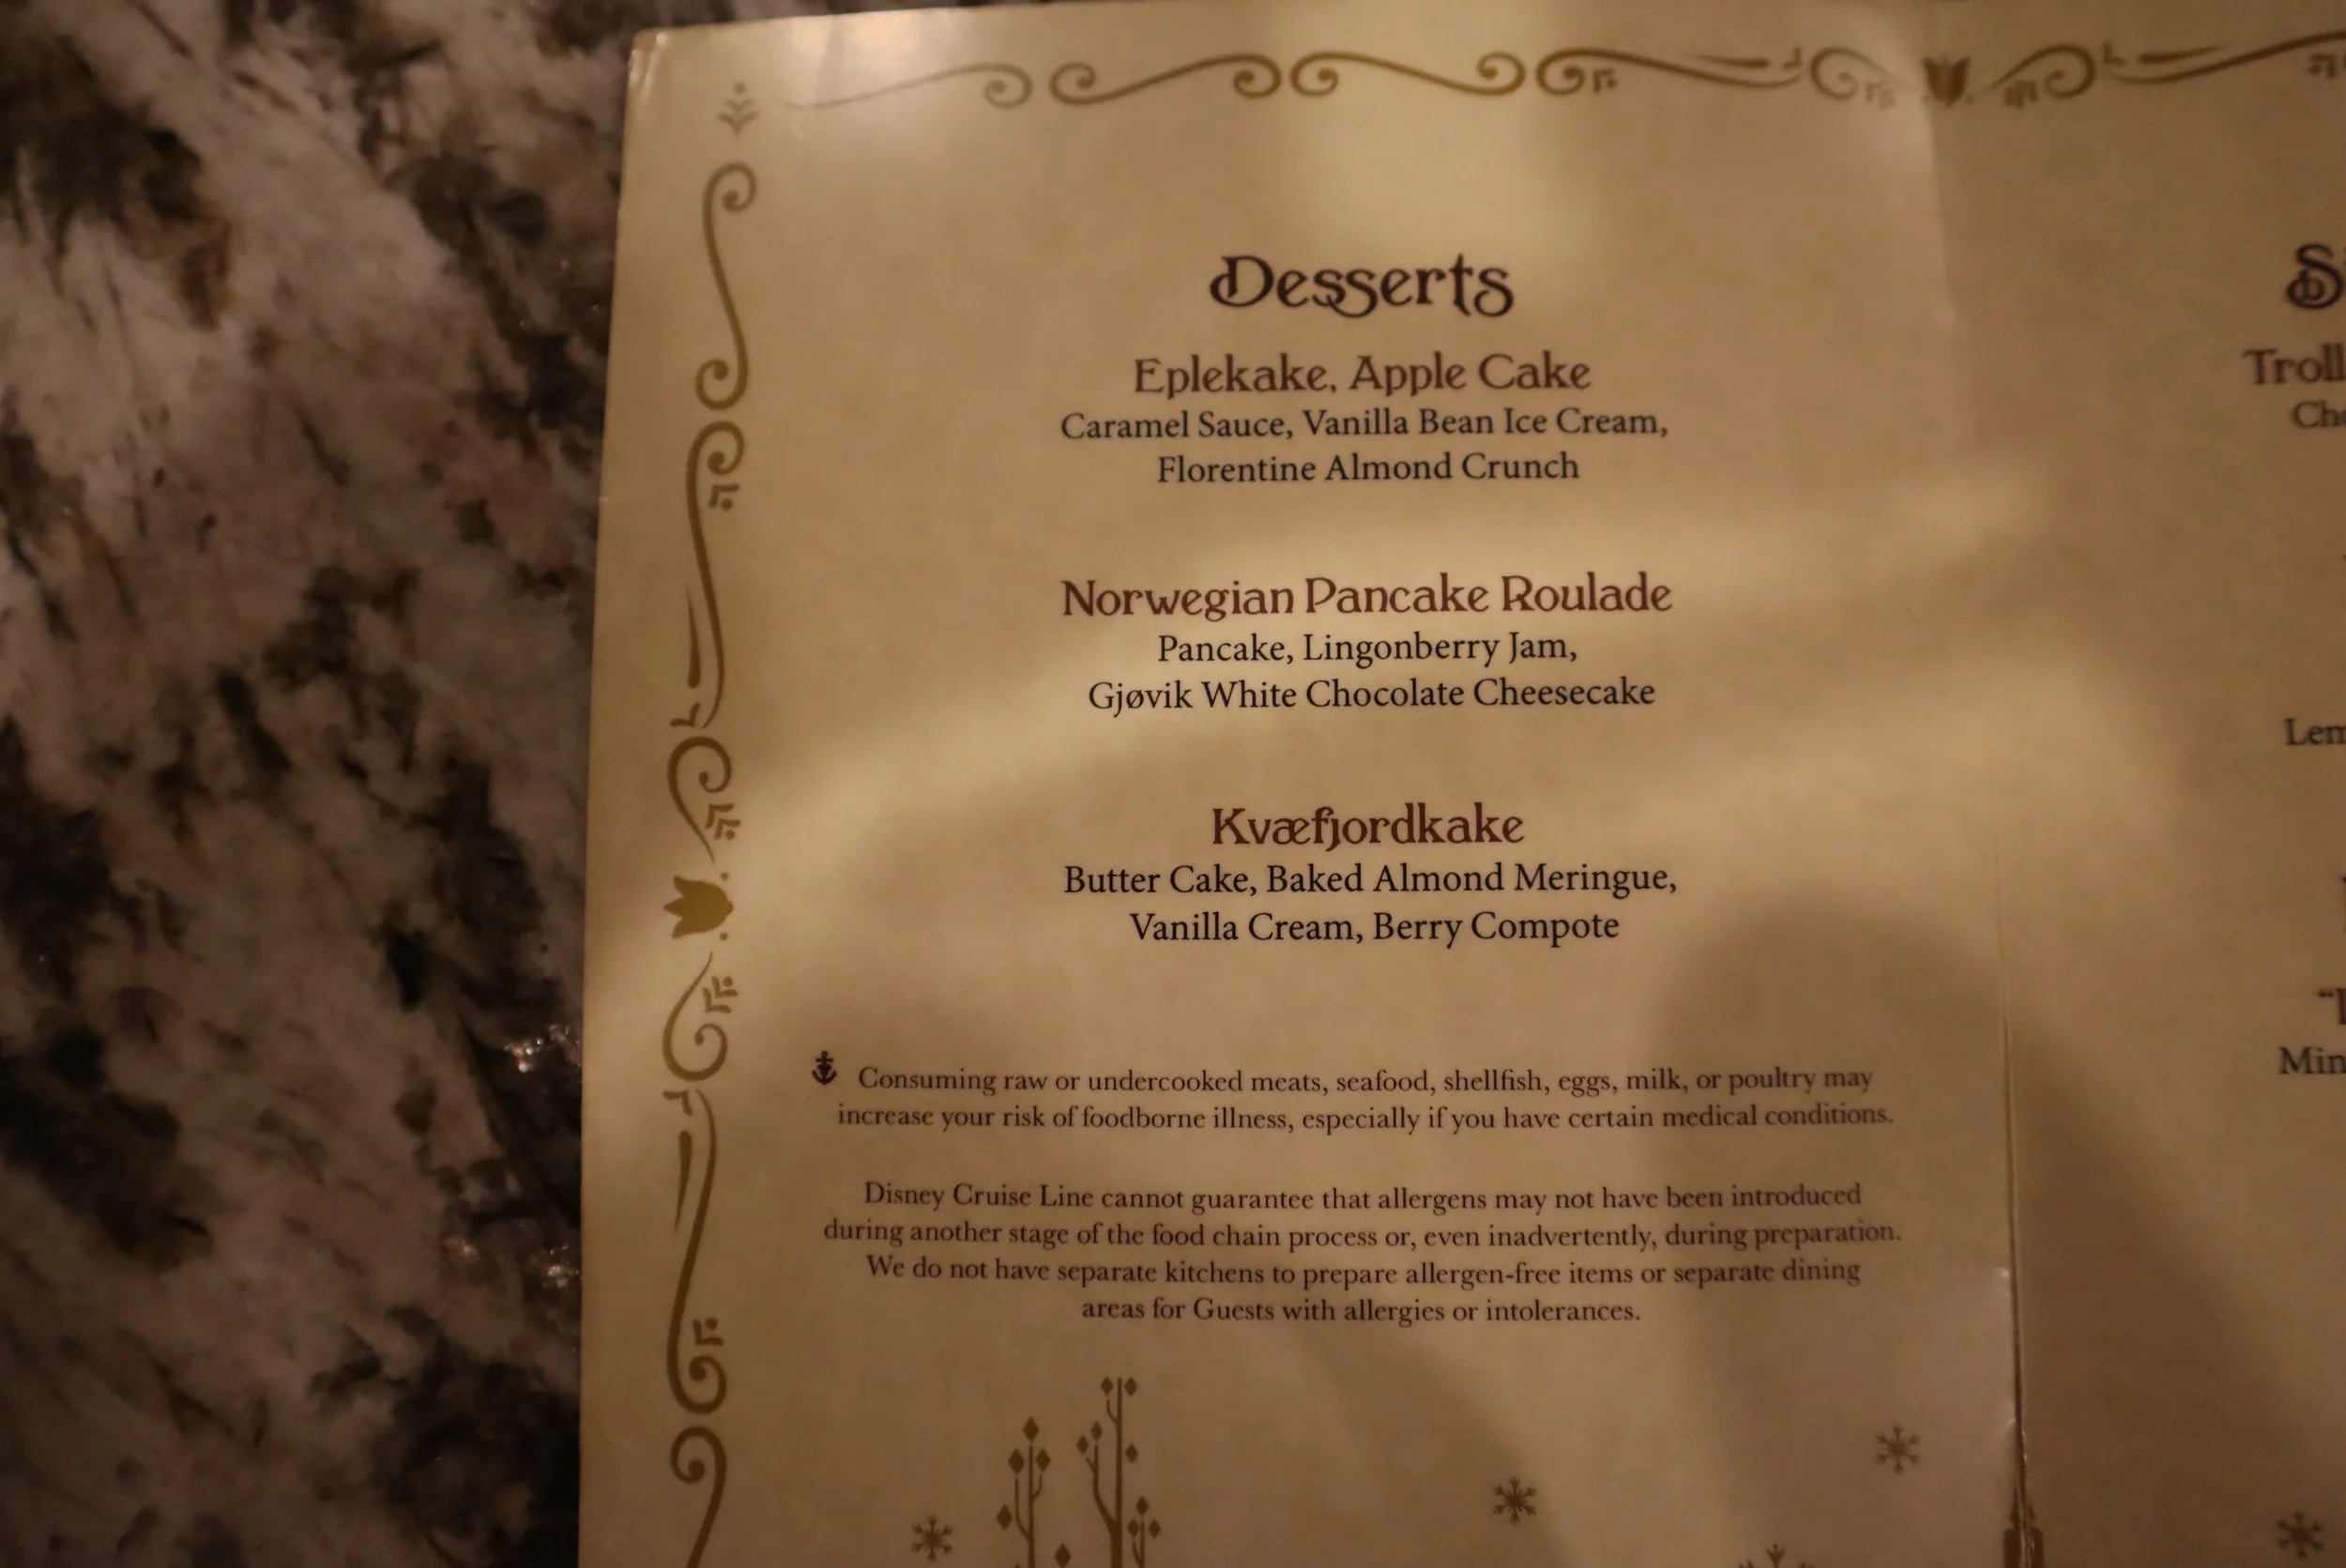 Desserts
Eplekake, Apple Cake
Caramel Sauce, Vanilla Bean Ice Cream,
Florentine Almond Crunch
Norwegian Pancake Roulade
Pancake, Lingonberry Jam,
Gjøvik White Chocolate Cheesecake
Kvæfjordkake
Butter Cake, Baked Almond Meringue,
Vanilla Cream, Berry Compote
Consuming raw or undercooked meats, seafood, shellfish, eggs, milk, or poultry may
increase your risk of foodborne illness, especially if you have certain medical conditions.
Disney Cruise Line cannot guarantee that allergens may not have been introduced
during another stage of the food chain process or, even inadvertently, during preparation.
We do not have separate kitchens to prepare allergen-free items or separate dining
areas for Guests with allergies or intolerances.
Troll